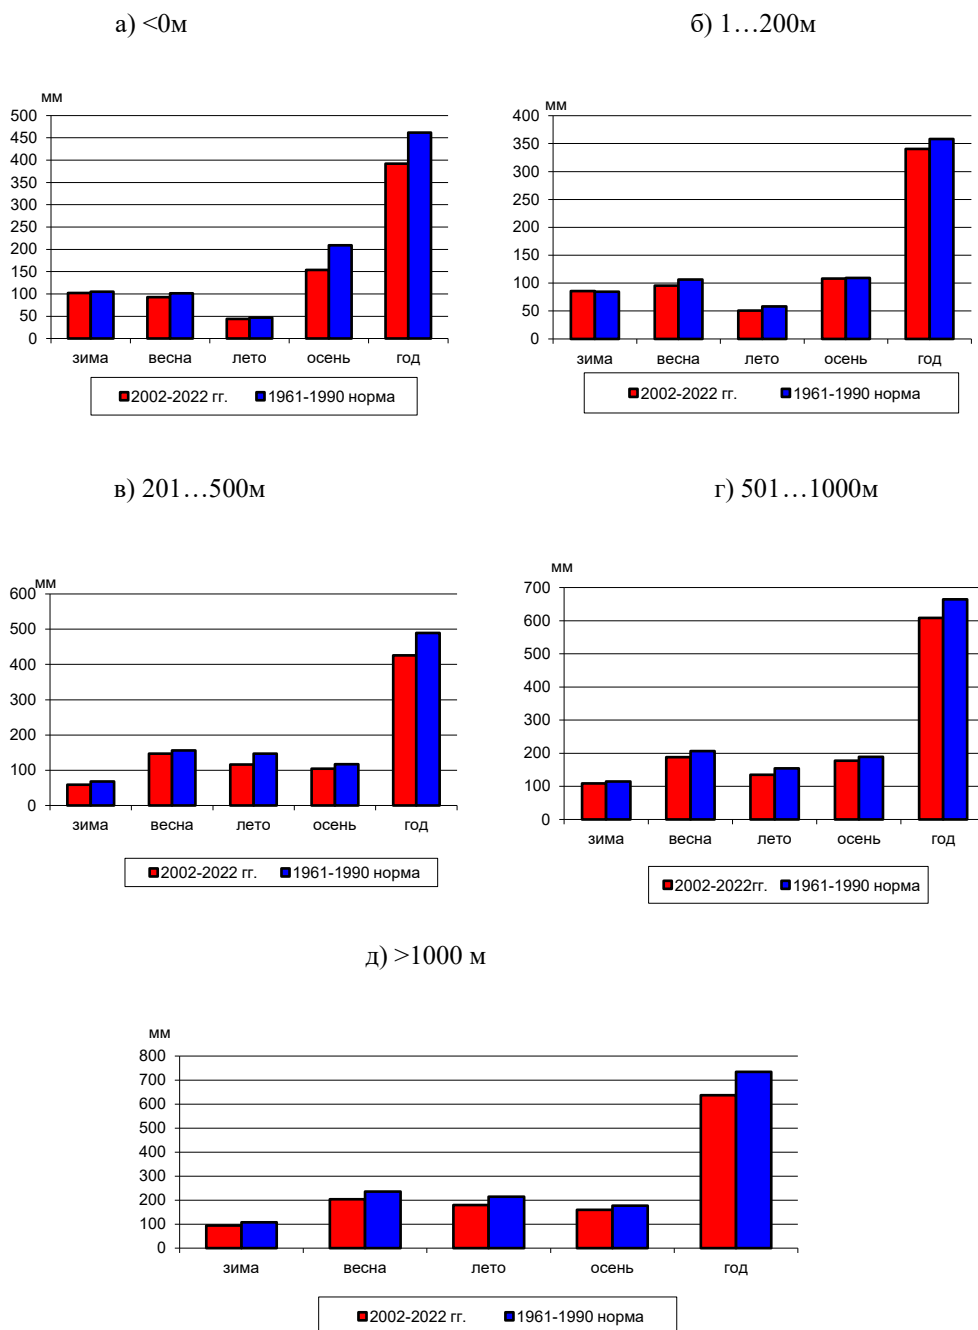 а) <0м
б) 1…200м
мм
500
450
400
350
300
250
200
150
100
50
0
зима весна лето осень год
2002-2022 гг. 1961-1990 норма
мм
400
350
300
250
200
150
100
50
0
зима весна лето осень год
2002-2022 гг. 1961-1990 норма
в) 201…500м
г) 501…1000м
мм
600
500
400
300
200
100
0
зима весна лето осень год
2002-2022 гг. 1961-1990 норма
мм
700
600
500
400
300
200
100
0
зима весна лето осень год
2002-2022гг. 1961-1990 норма
д) >1000 м
мм
800
700
600
500
400
300
200
100
0
зима весна лето осень год
2002-2022 гг. 1961-1990 норма